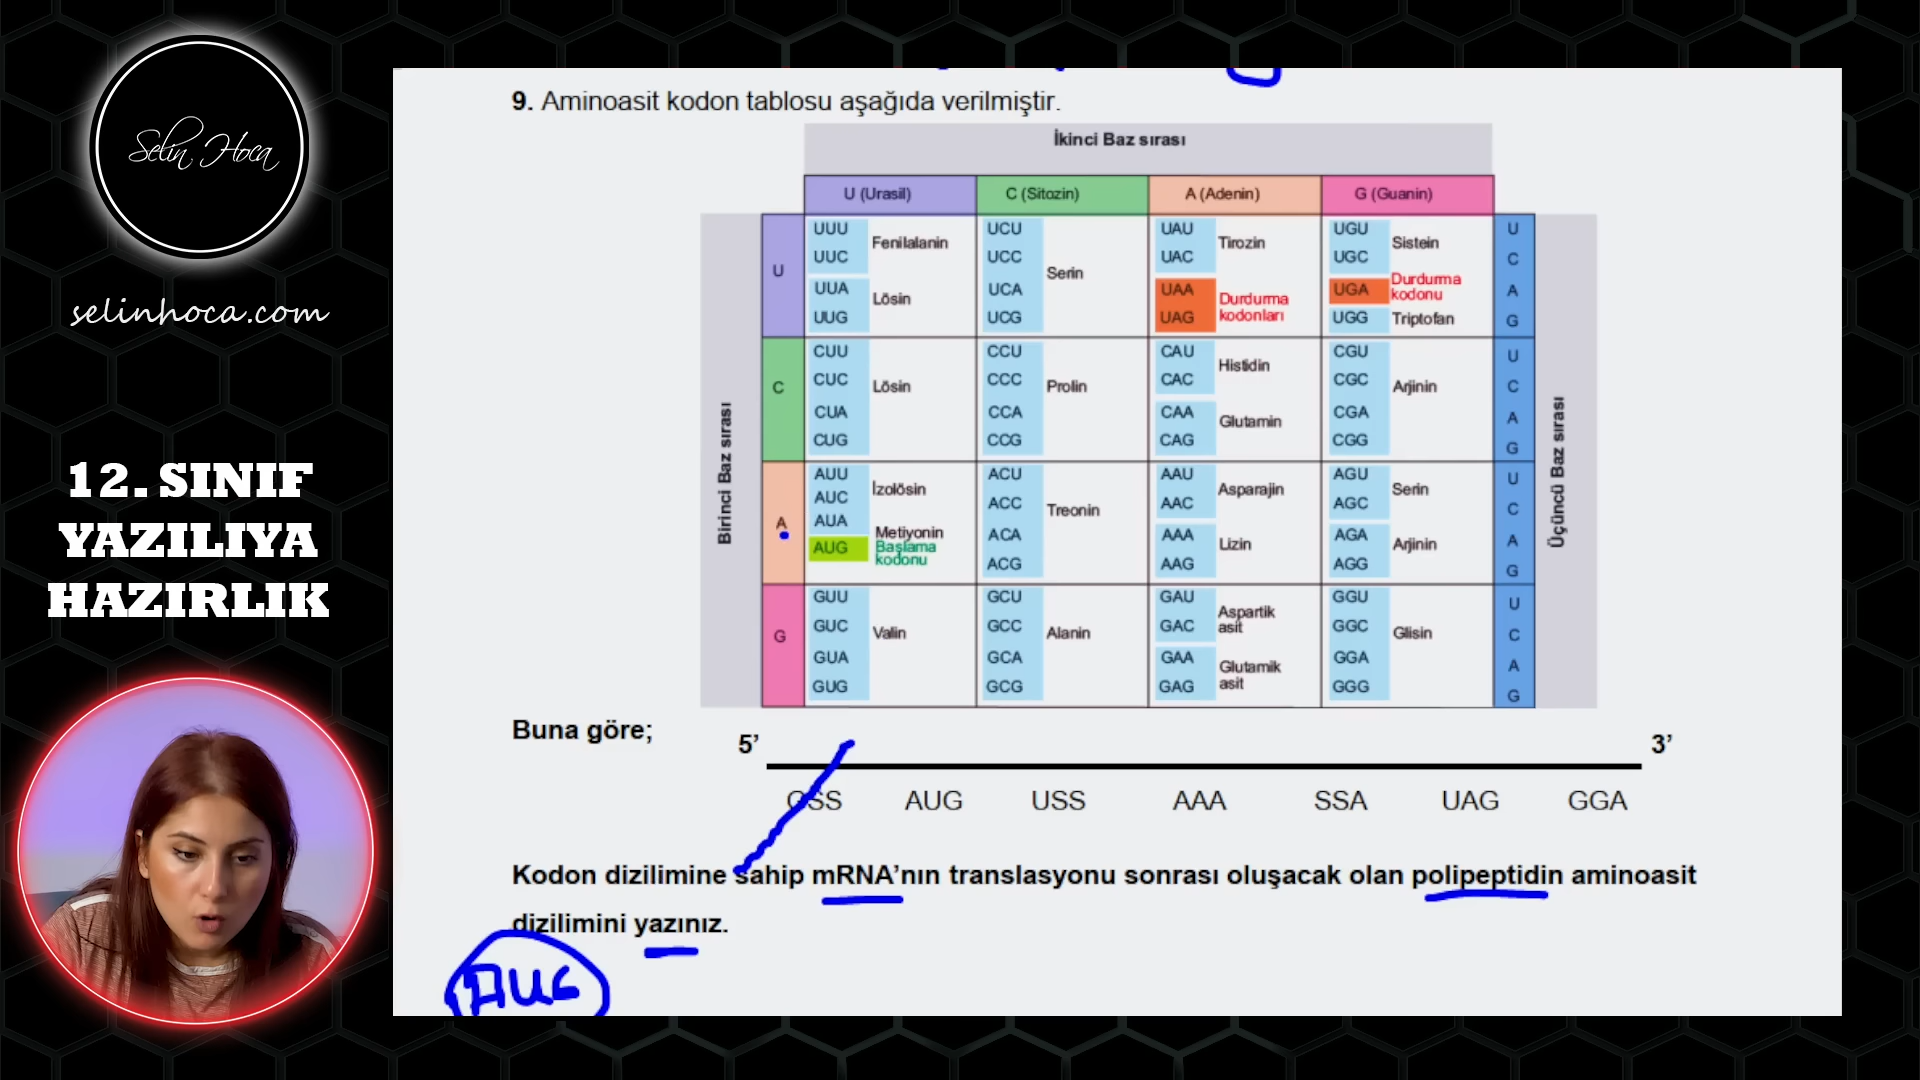 Selin Hoca
selinhoca.com
12. SINIF
YAZILIYA
HAZIRLIK
9. Aminoasit kodon tablosu aşağıda verilmiştir.
İkinci Baz sırası
U (Urasil) C (Sitozin) A (Adenin) G (Guanin)
Birinci Baz sırası
Üçüncü Baz sırası
U
UUU
UUC
Fenilalanin
UUA
UUG
Lösin
UCU
UCC
UCA
UCG
Serin
UAU
UAC
Tirozin
UAA
UAG
Durdurma
kodonları
UGU
UGC
Sistein
UGA
Durdurma
kodonu
UGG
Triptofan
U
C
A
G
C
CUU
CUC
CUA
CUG
Lösin
CCU
CCC
CCA
CCG
Prolin
CAU
CAC
Histidin
CAA
CAG
Glutamin
CGU
CGC
CGA
CGG
Arjinin
U
C
A
G
A
AUU
AUC
AUA
İzolösin
AUG
Metiyonin
Başlama
kodonu
ACU
ACC
ACA
ACG
Treonin
AAU
AAC
Asparajin
AAA
AAG
Lizin
AGU
AGC
Serin
AGA
AGG
Arjinin
U
C
A
G
G
GUU
GUC
GUA
GUG
Valin
GCU
GCC
GCA
GCG
Alanin
GAU
GAC
Aspartik
asit
GAA
GAG
Glutamik
asit
GGU
GGC
GGA
GGG
Glisin
U
C
A
G
Buna göre;
5’ 3’
GSS AUG USS AAA SSA UAG GGA
Kodon dizilimine sahip mRNA’nın translasyonu sonrası oluşacak olan polipeptidin aminoasit
dizilimini yazınız.
AUG